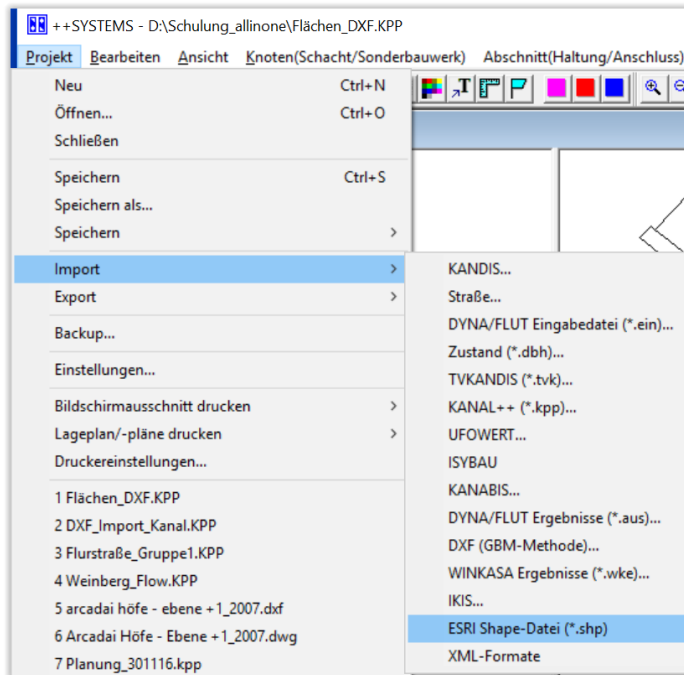 ++SYSTEMS - D:\Schulung_allinone\Flächen_DXF.KPP
Projekt Bearbeiten Ansicht Knoten(Schacht/Sonderbauwerk) Abschnitt(Haltung/Anschluss)
Neu Ctrl+N
Öffnen... Ctrl+O
Schließen
Speichern Ctrl+S
Speichern als...
Speichern
Import
Export
Backup...
Einstellungen...
Bildschirmausschnitt drucken
Lageplan/-pläne drucken
Druckereinstellungen...
1 Flächen_DXF.KPP
2 DXF_Import_Kanal.KPP
3 Flurstraße_Gruppe1.KPP
4 Weinberg_Flow.KPP
5 arcadai höfe - ebene +1_2007.dxf
6 Arcadai Höfe - Ebene +1_2007.dwg
7 Planung_301116.kpp
KANDIS...
Straße...
DYNA/FLUT Eingabedatei (*.ein)...
Zustand (*.dbh)...
TVKANDIS (*.tvk)...
KANAL++ (*.kpp)...
UFOWERT...
ISYBAU
KANABIS...
DYNA/FLUT Ergebnisse (*.aus)...
DXF (GBM-Methode)...
WINKASA Ergebnisse (*.wke)...
IKIS...
ESRI Shape-Datei (*.shp)
XML-Formate